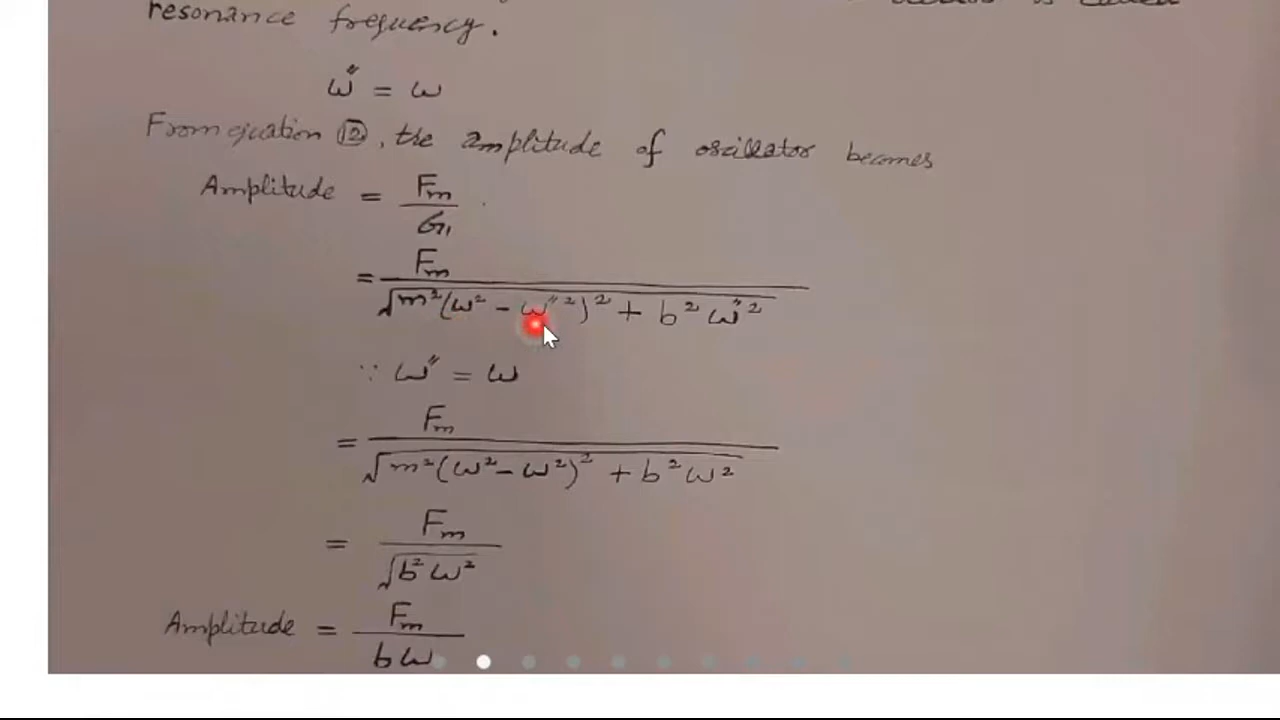 resonance frequency.
ω″ = ω
From equation ⑫, the amplitude of oscillator becomes
Amplitude = Fm / G1
= Fm / √m²(ω² - ω″²)² + b²ω″²
∵ ω″ = ω
= Fm / √m²(ω² - ω²)² + b²ω²
= Fm / √b²ω²
Amplitude = Fm / bω